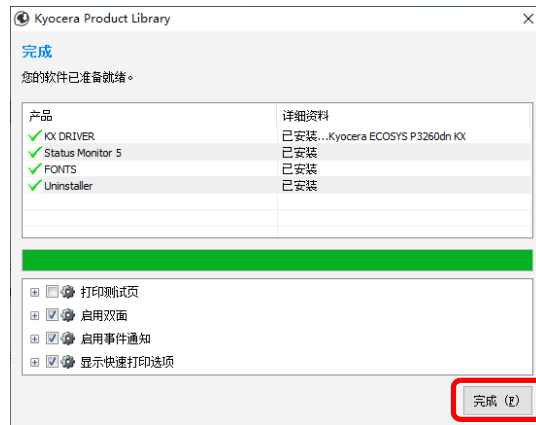 Kyocera Product Library
完成
您的软件已准备就绪。
产品 详细资料
KX DRIVER 已安装...Kyocera ECOSYS P3260dn KX
Status Monitor 5 已安装
FONTS 已安装
Uninstaller 已安装
打印测试页
启用双面
启用事件通知
显示快速打印选项
完成 (F)